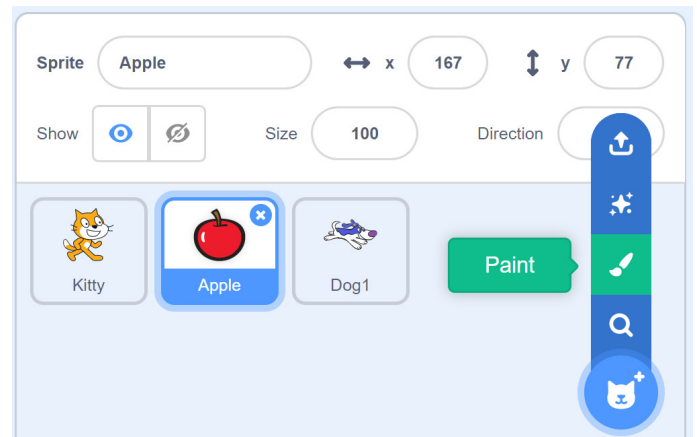 Sprite Apple x 167 y 77
Show Size 100 Direction
Kitty Apple Dog1 Paint